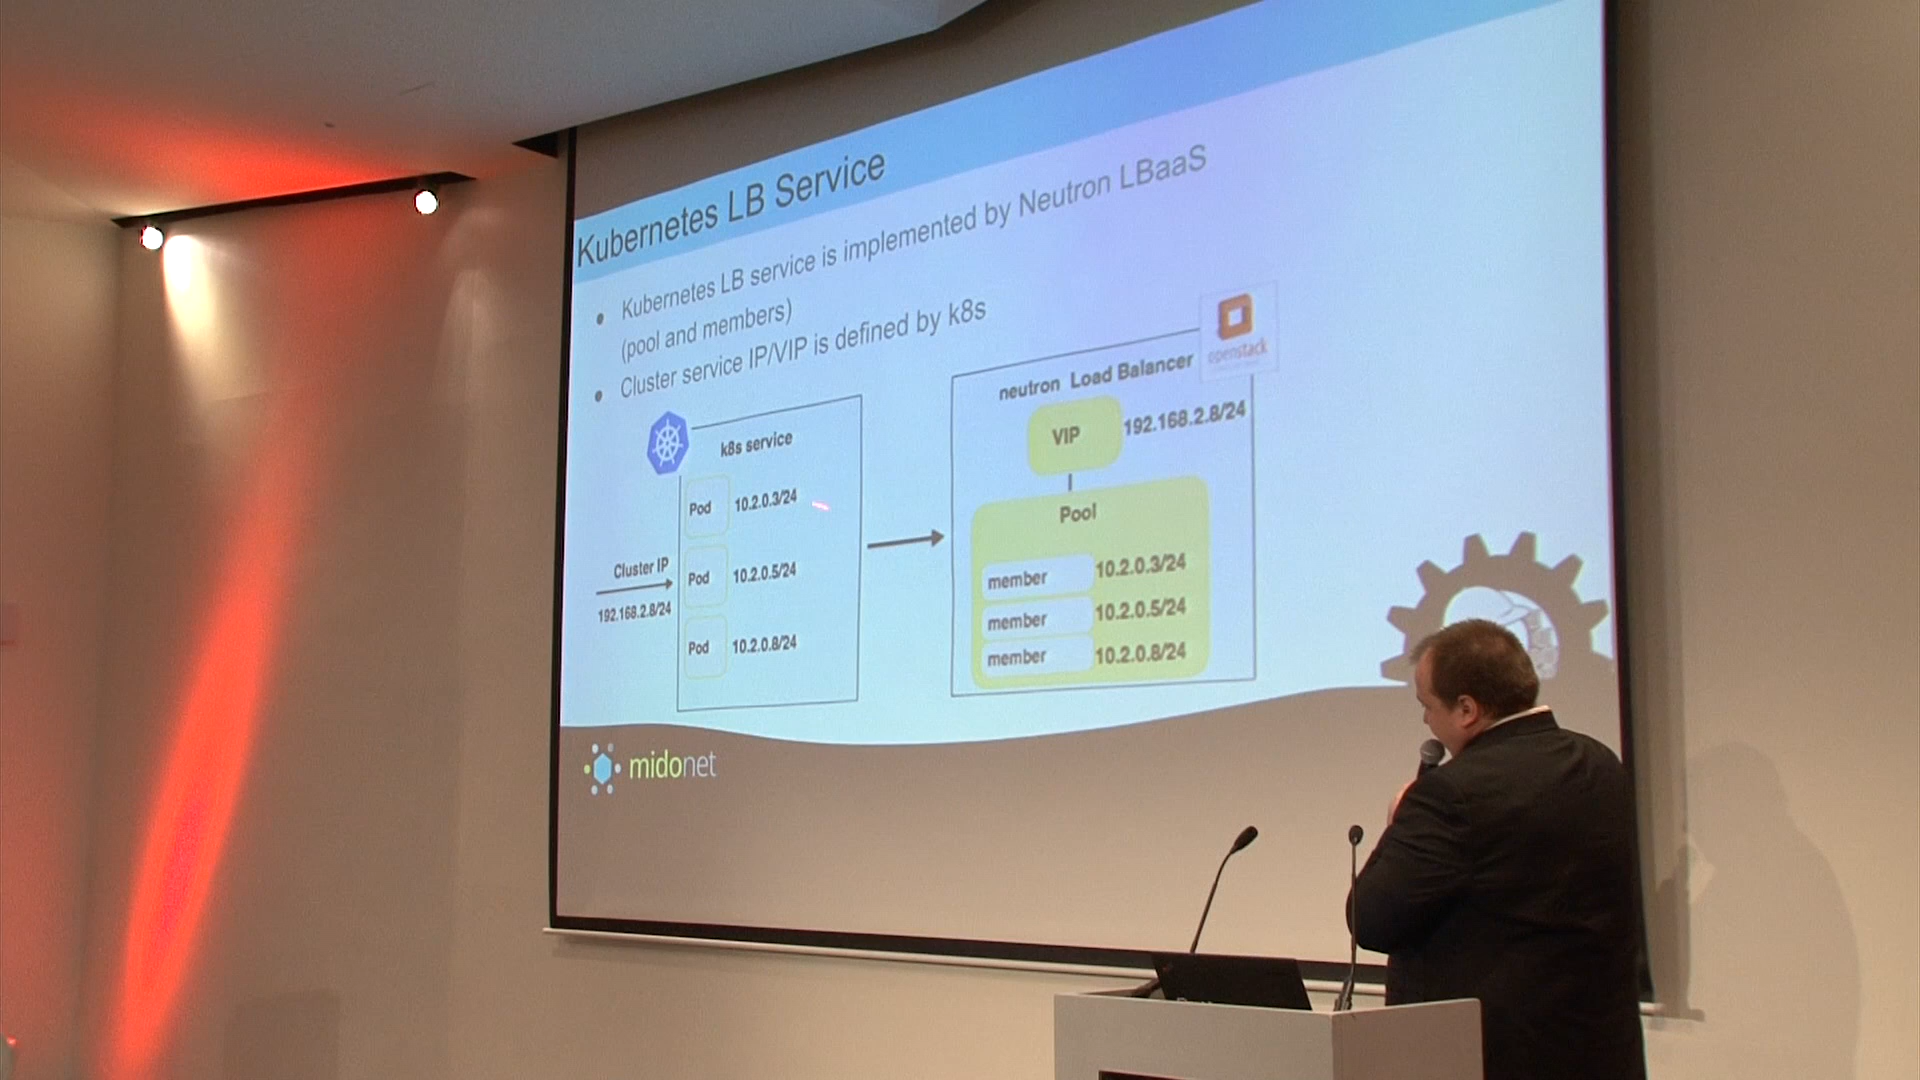 Kubernetes LB Service
Kubernetes LB service is implemented by Neutron LBaaS
(pool and members)
Cluster service IP/VIP is defined by k8s
k8s service
Pod 10.2.0.3/24
Pod 10.2.0.5/24
Pod 10.2.0.8/24
Cluster IP
192.168.2.8/24
openstack
neutron Load Balancer
VIP 192.168.2.8/24
Pool
member 10.2.0.3/24
member 10.2.0.5/24
member 10.2.0.8/24
midonet